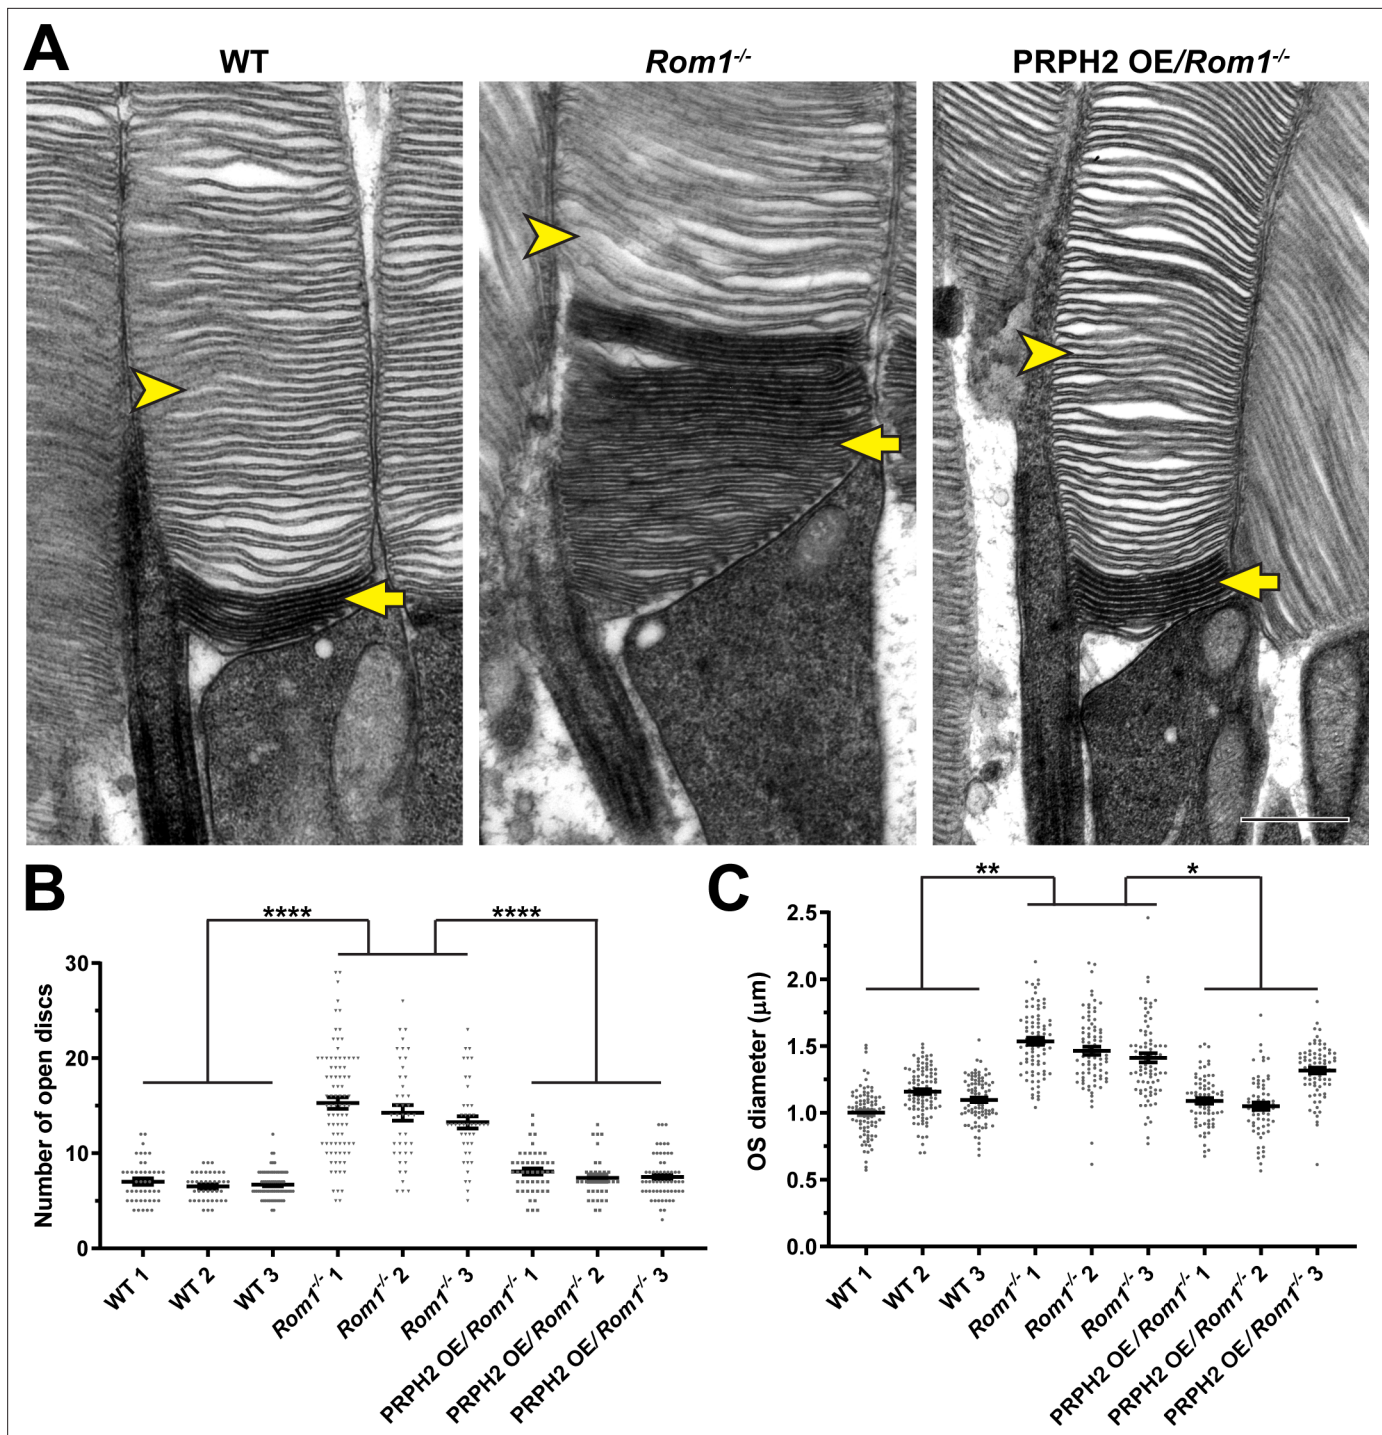 A
WT
Rom1-/-
PRPH2 OE/Rom1-/-
B
****
****
Number of open discs
30
20
10
0
WT 1
WT 2
WT 3
Rom1-/- 1
Rom1-/- 2
Rom1-/- 3
PRPH2 OE/Rom1-/- 1
PRPH2 OE/Rom1-/- 2
PRPH2 OE/Rom1-/- 3
C
**
*
OS diameter (μm)
2.5
2.0
1.5
1.0
0.5
0.0
WT 1
WT 2
WT 3
Rom1-/- 1
Rom1-/- 2
Rom1-/- 3
PRPH2 OE/Rom1-/- 1
PRPH2 OE/Rom1-/- 2
PRPH2 OE/Rom1-/- 3